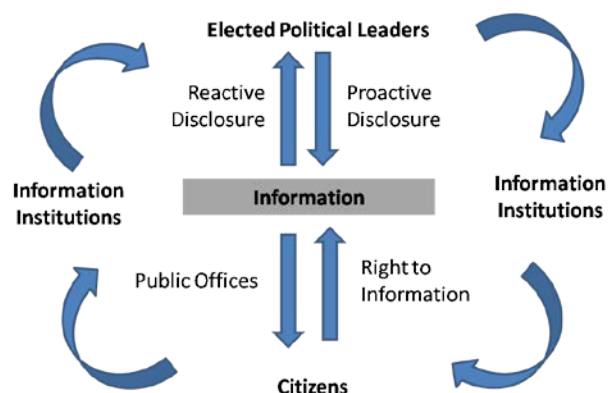 Elected Political Leaders
Reactive
Disclosure
Proactive
Disclosure
Information
Institutions
Information
Information
Institutions
Public Offices
Right to
Information
Citizens